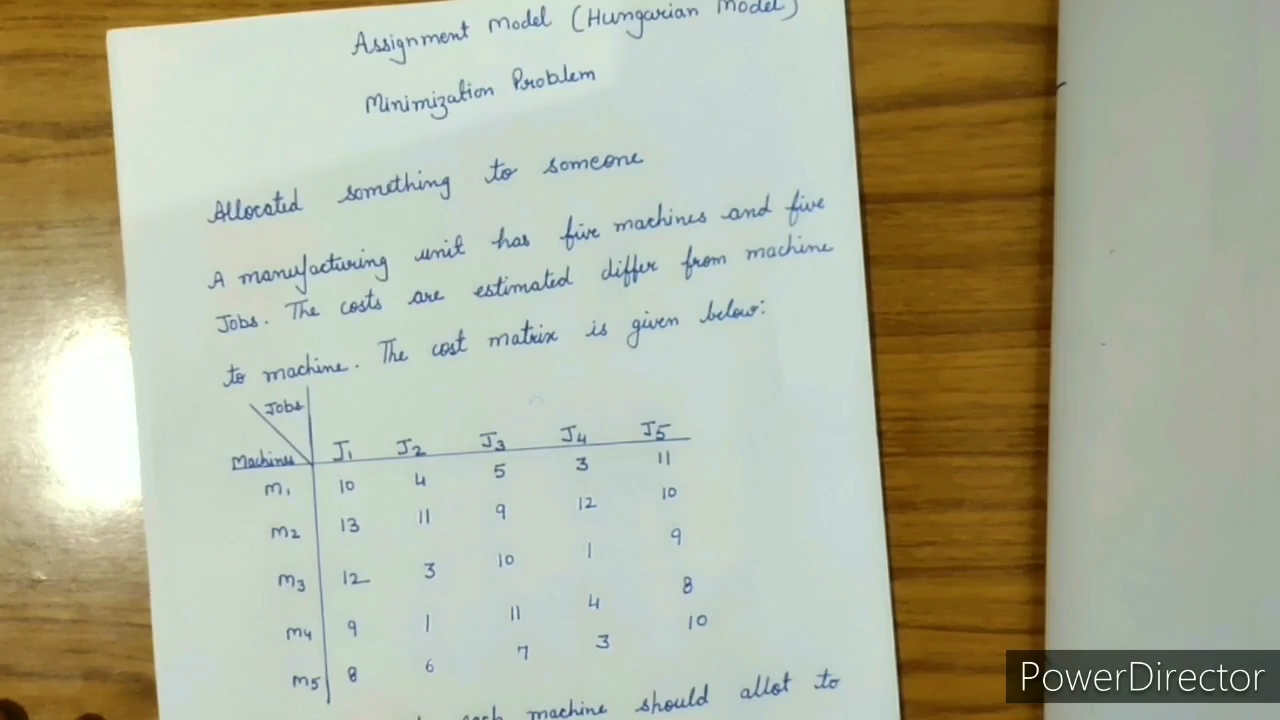 Assignment Model (Hungarian Model)
Minimization Problem
Allocated something to someone
A manufacturing unit has five machines and five
Jobs. The costs are estimated differ from machine
to machine. The cost matrix is given below:
Jobs
Machines J1 J2 J3 J4 J5
M1 10 4 5 3 11
M2 13 11 9 12 10
M3 12 3 10 1 9
M4 9 1 11 4 8
M5 8 6 7 3 10
each machine should allot to
PowerDirector